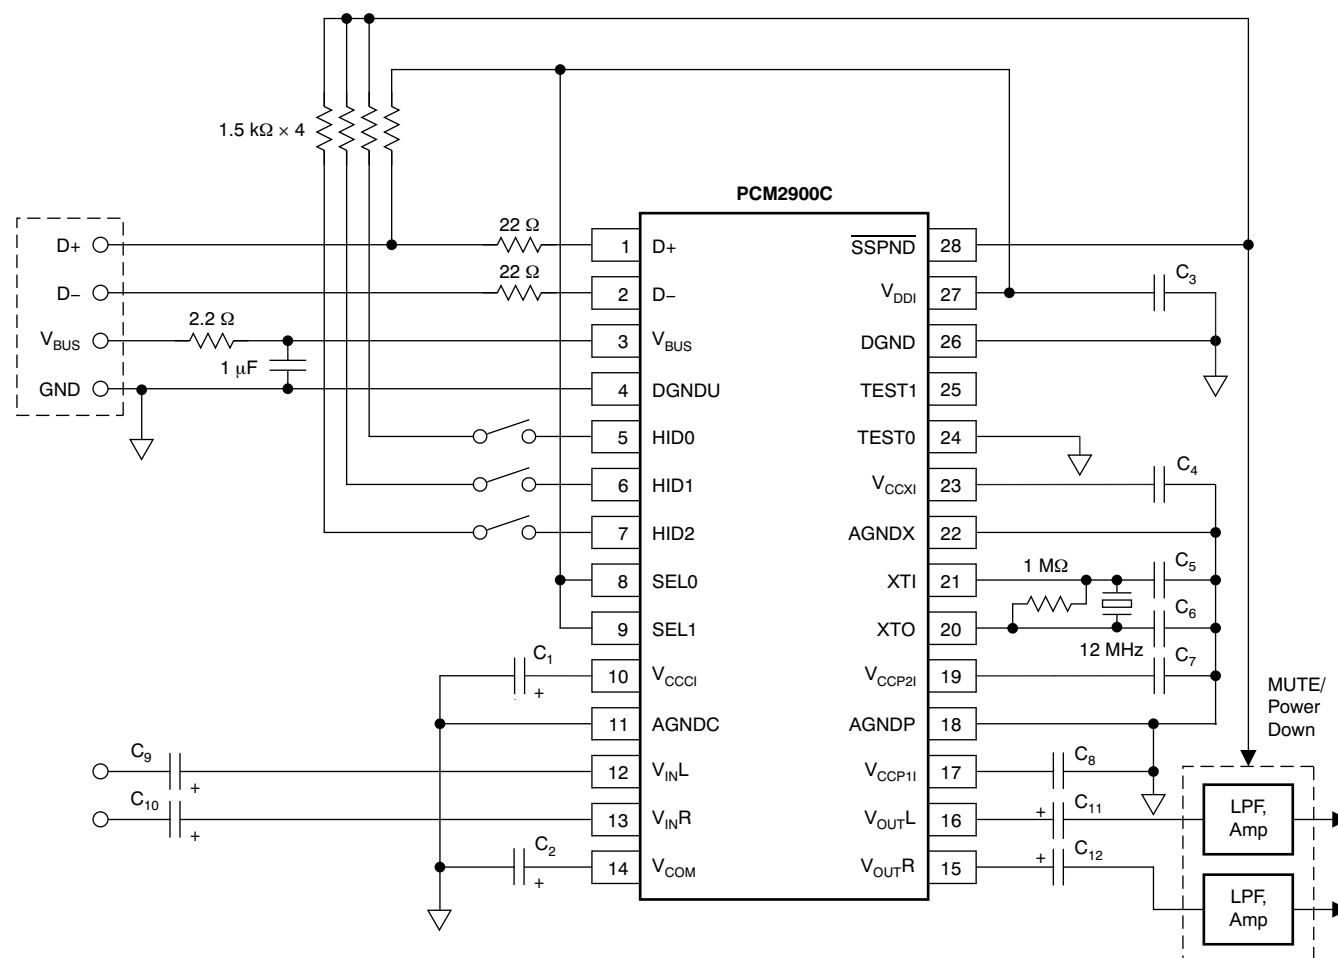 1.5 kΩ × 4
PCM2900C
D+
D–
VBUS
GND
22 Ω
22 Ω
2.2 Ω
1 μF
1 D+
2 D–
3 VBUS
4 DGNDU
5 HID0
6 HID1
7 HID2
8 SEL0
9 SEL1
10 VCCCI
11 AGNDC
12 VINL
13 VINR
14 VCOM
C1
+
C9
+
C10
+
C2
+
SSPND 28
VDDI 27
DGND 26
TEST1 25
TEST0 24
VCCXI 23
AGNDX 22
XTI 21
XTO 20
VCCP2I 19
AGNDP 18
VCCP1I 17
VOUTL 16
VOUTR 15
C3
C4
1 MΩ
C5
C6
12 MHz
C7
C8
+ C11
+ C12
MUTE/
Power
Down
LPF,
Amp
LPF,
Amp